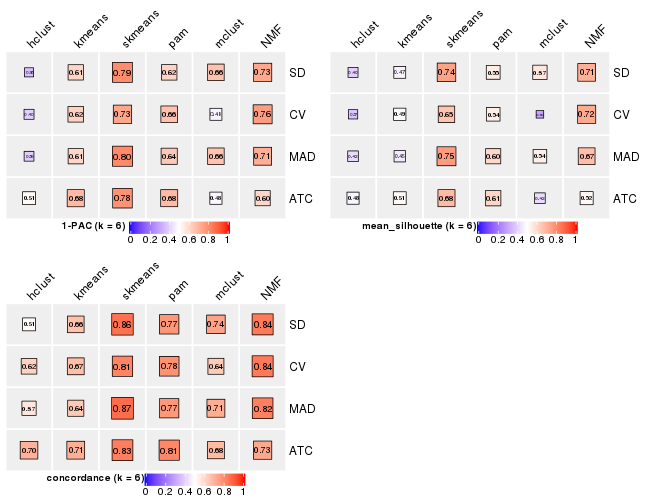 hclust kmeans skmeans pam mclust NMF
0.61 0.79 0.62 0.66 0.73 SD
0.62 0.73 0.66 0.48 0.76 CV
0.61 0.80 0.64 0.66 0.71 MAD
0.51 0.68 0.78 0.68 0.48 0.60 ATC
1-PAC (k = 6)
0 0.2 0.4 0.6 0.8 1
hclust kmeans skmeans pam mclust NMF
0.47 0.74 0.55 0.57 0.71 SD
0.49 0.65 0.54 0.72 CV
0.75 0.60 0.54 0.67 MAD
0.48 0.51 0.68 0.61 0.52 ATC
mean_silhouette (k = 6)
0 0.2 0.4 0.6 0.8 1
hclust kmeans skmeans pam mclust NMF
0.51 0.66 0.86 0.77 0.74 0.84 SD
0.62 0.67 0.81 0.78 0.64 0.84 CV
0.57 0.64 0.87 0.77 0.71 0.82 MAD
0.70 0.71 0.83 0.81 0.68 0.73 ATC
concordance (k = 6)
0 0.2 0.4 0.6 0.8 1